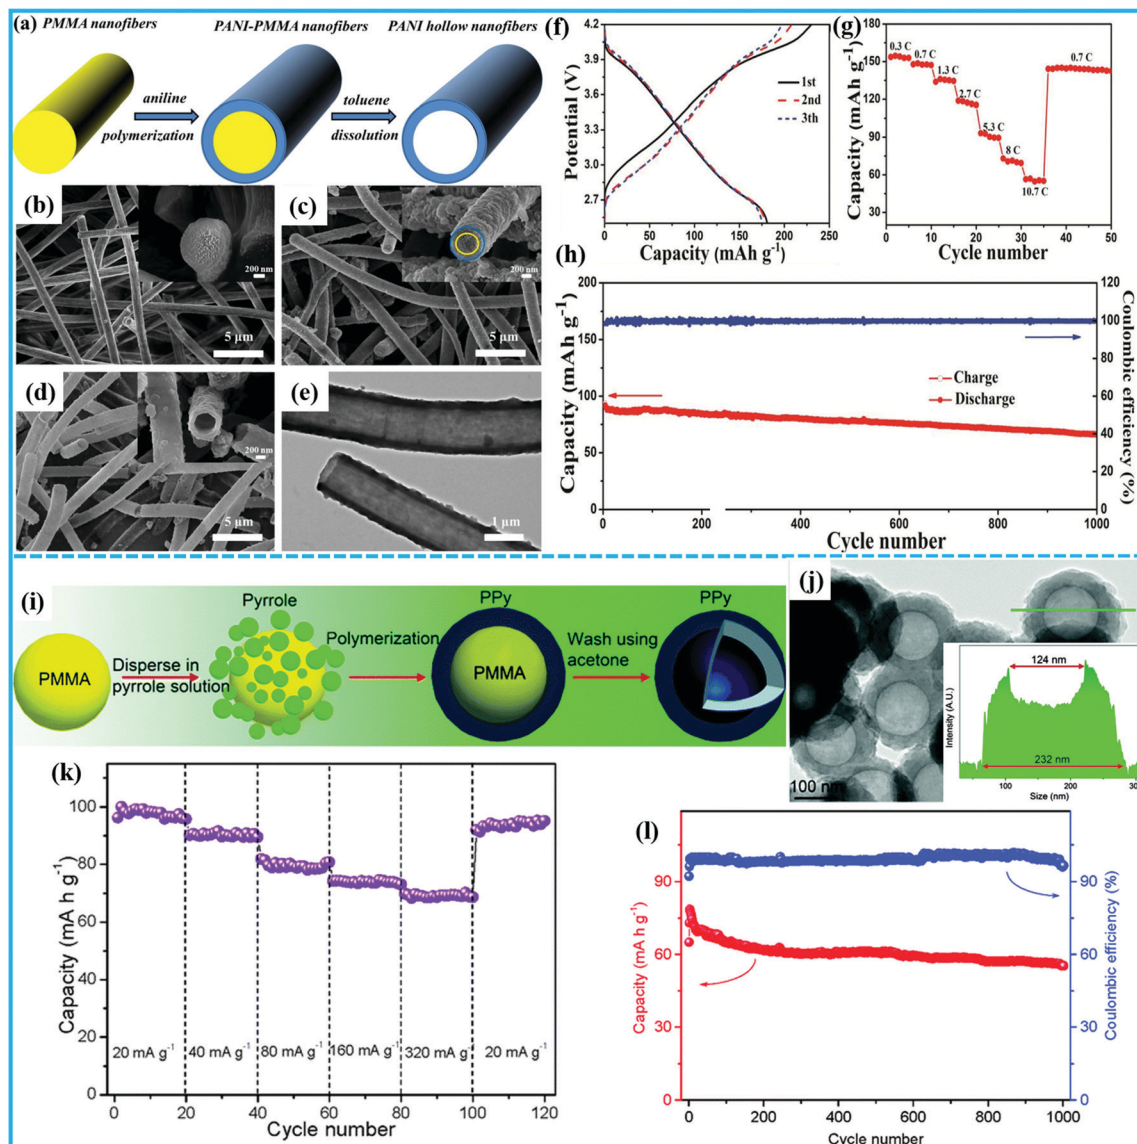 (a)
PMMA nanofibers
PANI-PMMA nanofibers
PANI hollow nanofibers
aniline
polymerization
toluene
dissolution
(b)
200 nm
5 µm
(c)
200 nm
5 µm
(d)
200 nm
5 µm
(e)
1 µm
(f)
4.2
3.9
3.6
3.3
3.0
2.7
Potential (V)
1st
2nd
3th
0 50 100 150 200 250
Capacity (mAh g⁻¹)
(g)
180
150
120
90
60
30
Capacity (mAh g⁻¹)
0.3 C
0.7 C
1.3 C
2.7 C
5.3 C
8 C
10.7 C
0.7 C
0 10 20 30 40 50
Cycle number
(h)
200
175
150
125
100
75
50
25
0
Capacity (mAh g⁻¹)
Charge
Discharge
120
100
80
60
40
20
0
Coulombic efficiency (%)
0 200 400 600 800 1000
Cycle number
(i)
PMMA
Disperse in
pyrrole solution
Pyrrole
Polymerization
PPy
PMMA
Wash using
acetone
PPy
(j)
100 nm
124 nm
232 nm
Intensity (A.U.)
0 100 200
Size (nm)
(k)
100
80
60
40
20
0
Capacity (mA h g⁻¹)
20 mA g⁻¹
40 mA g⁻¹
80 mA g⁻¹
160 mA g⁻¹
320 mA g⁻¹
20 mA g⁻¹
0 20 40 60 80 100 120
Cycle number
(l)
90
60
30
0
Capacity (mA h g⁻¹)
90
60
30
0
Coulombic efficiency (%)
0 200 400 600 800 1000
Cycle number